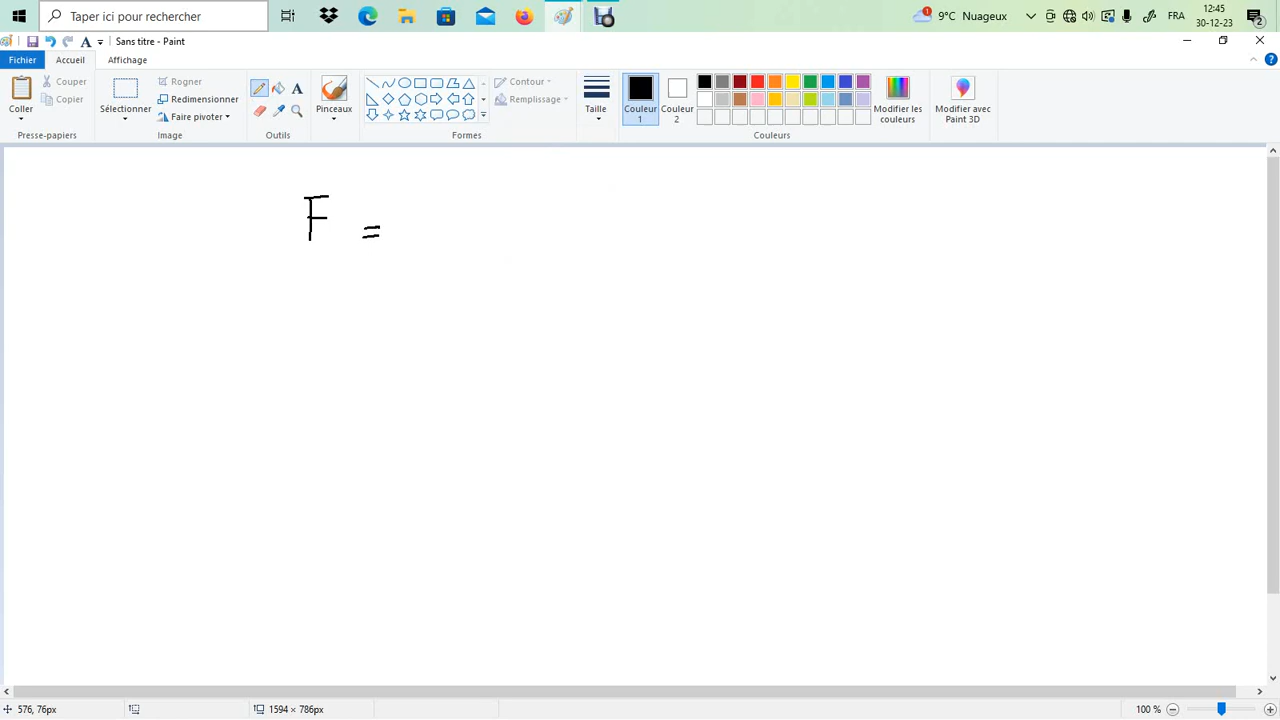 Taper ici pour rechercher 9°C Nuageux FRA 12:45 30-12-23 2
Sans titre - Paint
Fichier Accueil Affichage
Coller Couper Copier Presse-papiers
Sélectionner Rogner Redimensionner Faire pivoter Image
A Outils
Pinceaux
Contour Remplissage Formes
Taille
Couleur 1 Couleur 2 Modifier les couleurs Couleurs
Modifier avec Paint 3D
F =
576, 76px 1594 × 786px 100 %